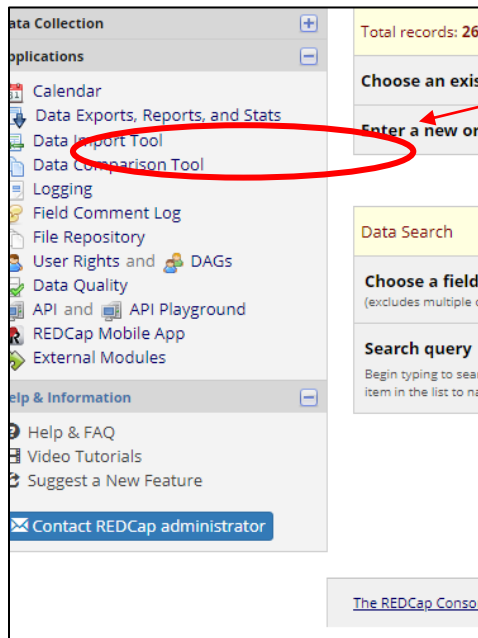 ata Collection
pplications
Calendar
Data Exports, Reports, and Stats
Data Import Tool
Data Comparison Tool
Logging
Field Comment Log
File Repository
User Rights and DAGs
Data Quality
API and API Playground
REDCap Mobile App
External Modules
elp & Information
Help & FAQ
Video Tutorials
Suggest a New Feature
Contact REDCap administrator
Total records: 26
Choose an exis
Enter a new or
Data Search
Choose a field
(excludes multiple c
Search query
Begin typing to sear
item in the list to na
The REDCap Conso